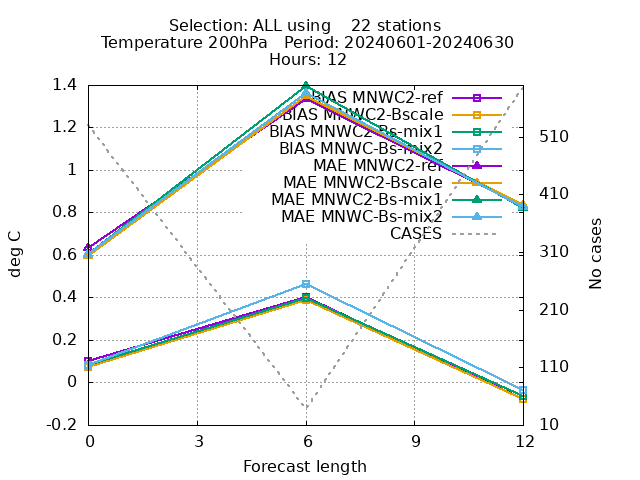 Selection: ALL using    22 stations
Temperature 200hPa   Period: 20240601-20240630
Hours: 12
1.4
1.2
1
0.8
0.6
0.4
0.2
0
-0.2
deg C
BIAS MNWC2-ref
BIAS MNWC2-Bscale
BIAS MNWC2-Bs-mix1
BIAS MNWC-Bs-mix2
MAE MNWC2-ref
MAE MNWC2-Bscale
MAE MNWC2-Bs-mix1
MAE MNWC-Bs-mix2
CASES
510
410
310
210
110
10
No cases
0 3 6 9 12
Forecast length